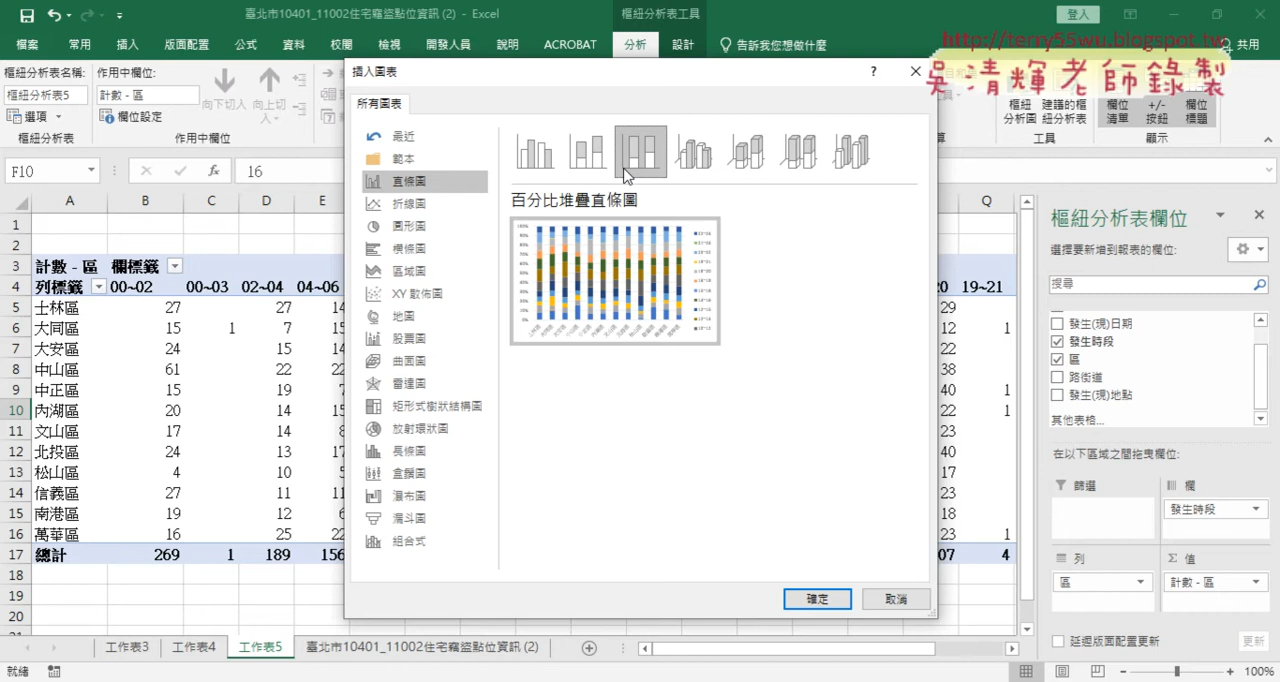 臺北市10401_11002住宅竊盜點位資訊 (2) - Excel
樞紐分析表工具
登入
檔案 常用 插入 版面配置 公式 資料 校閱 檢視 開發人員 說明 ACROBAT 分析 設計 告訴我您想做什麼 共用
http://terry55wu.blogspot.tw
吳清輝老師錄製
樞紐分析表名稱: 作用中欄位:
樞紐分析表5 計數 - 區 向下切入 向上切入
選項 欄位設定
樞紐分析表 作用中欄位
樞紐分析圖 建議的樞紐分析表 欄位清單 +/-按鈕 欄位標題
工具 顯示
F10 fx 16
A B C D E Q
1
2
3 計數 - 區 欄標籤
4 列標籤 00~02 00~03 02~04 04~06 19~21
5 士林區 27 27 14 29
6 大同區 15 1 7 15 12 1
7 大安區 24 15 14 22
8 中山區 61 22 22 38
9 中正區 15 19 7 40 1
10 內湖區 20 14 15 22 1
11 文山區 17 14 8 23
12 北投區 24 13 17 40
13 松山區 4 10 5 17
14 信義區 27 11 11 23
15 南港區 19 12 6 18
16 萬華區 16 25 22 23 1
17 總計 269 1 189 156 07 4
18
19
20
插入圖表 ?
所有圖表
最近
範本
直條圖
折線圖
圓形圖
橫條圖
區域圖
XY 散佈圖
地圖
股票圖
曲面圖
雷達圖
矩形式樹狀結構圖
放射環狀圖
長條圖
盒鬚圖
瀑布圖
漏斗圖
組合式
百分比堆疊直條圖
確定 取消
樞紐分析表欄位
選擇要新增到報表的欄位:
搜尋
發生(現)日期
發生時段
區
路街道
發生(現)地點
其他表格...
在以下區域之間拖曳欄位:
篩選 欄
發生時段
列 Σ 值
區 計數 - 區
延遲版面配置更新 更新
工作表3 工作表4 工作表5 臺北市10401_11002住宅竊盜點位資訊 (2)
就緒 100%